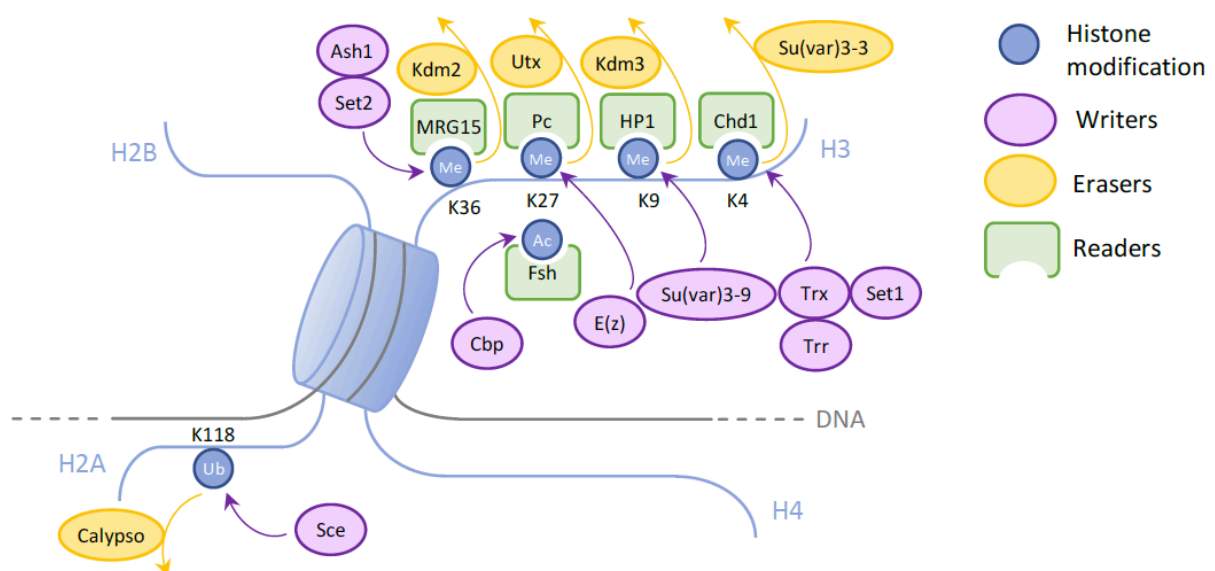 Ash1
Set2
Kdm2
Utx
Kdm3
Su(var)3-3
MRG15
Pc
HP1
Chd1
Me
Me
Me
Me
H2B
H3
K36
K27
K9
K4
Ac
Fsh
Cbp
E(z)
Su(var)3-9
Trx
Set1
Trr
DNA
K118
H2A
Ub
Calypso
Sce
H4
Histone
modification
Writers
Erasers
Readers